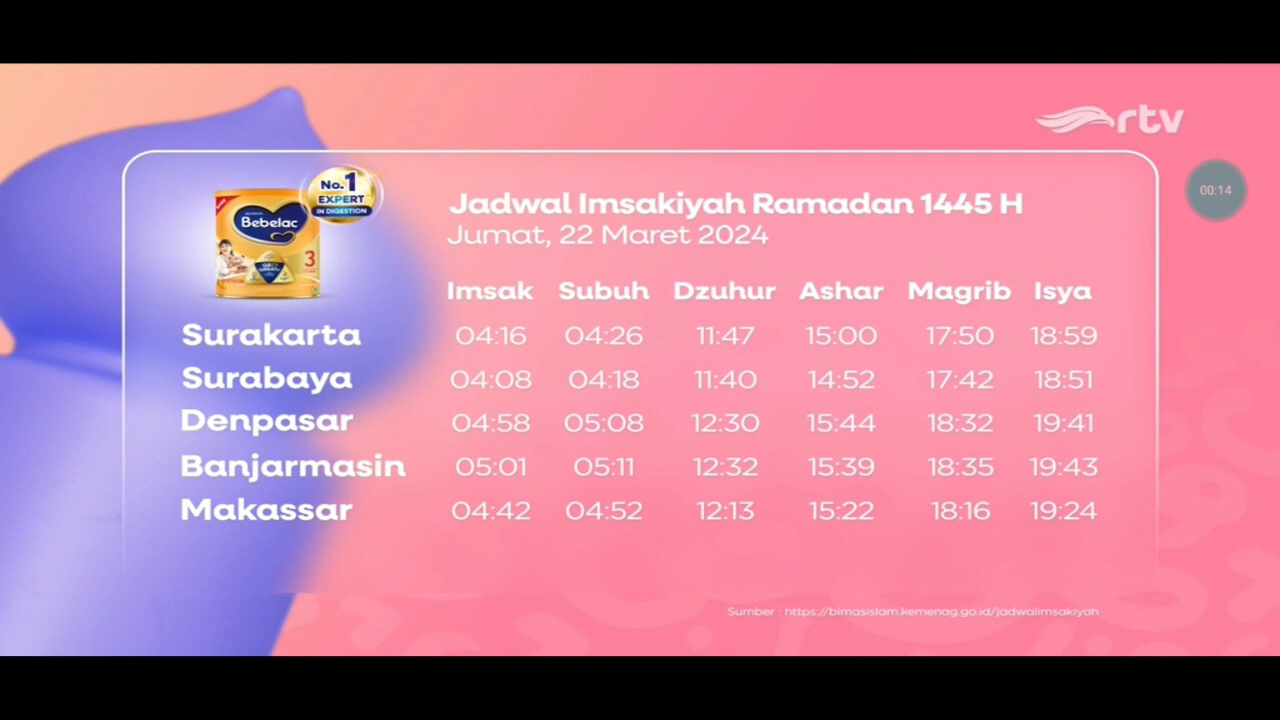 rtv
00:14
No.1
EXPERT
IN DIGESTION
Bebelac
3
Jadwal Imsakiyah Ramadan 1445 H
Jumat, 22 Maret 2024
Imsak Subuh Dzuhur Ashar Magrib Isya
Surakarta 04:16 04:26 11:47 15:00 17:50 18:59
Surabaya 04:08 04:18 11:40 14:52 17:42 18:51
Denpasar 04:58 05:08 12:30 15:44 18:32 19:41
Banjarmasin 05:01 05:11 12:32 15:39 18:35 19:43
Makassar 04:42 04:52 12:13 15:22 18:16 19:24
Sumber : https://bimasislam.kemenag.go.id/jadwalimsakiyah